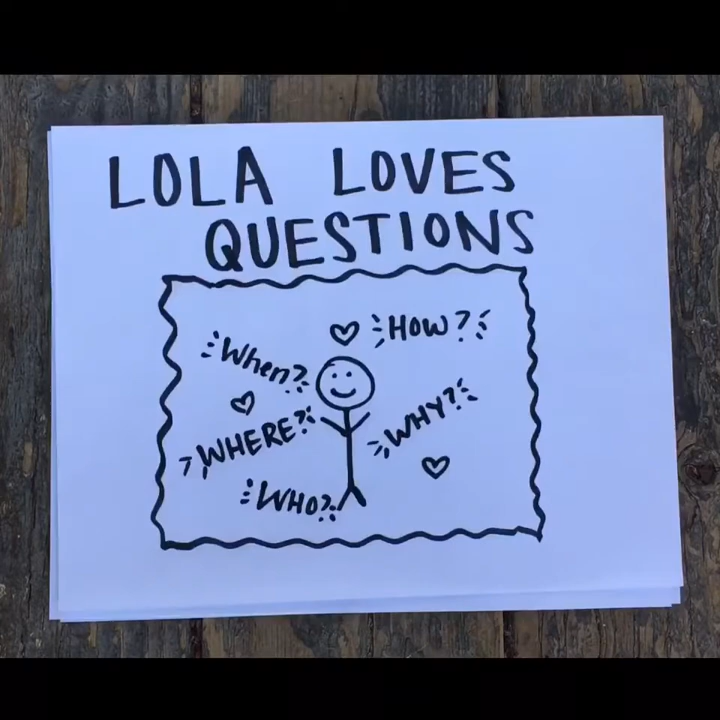 LOLA LOVES
QUESTIONS
HOW?
When?
WHERE?
WHY?
WHO?